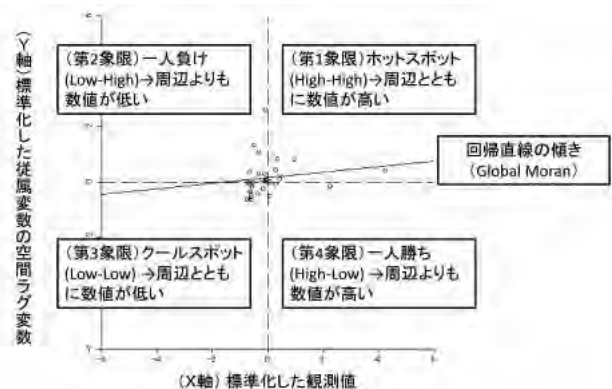 (Y軸)標準化した従風変数の空間ラグ変数
(第2象限)一人負け
(Low-High)→周辺よりも
数値が低い
(第1象限)ホットスポット
(High-High)→周辺ととも
に数値が高い
回帰直線の傾き
(Global Moran)
(第3象限)クールスポット
(Low-Low) →周辺ととも
に数値が低い
(第4象限)一人勝ち
(High-Low) →周辺よりも
数値が高い
(X軸) 標準化した観測値